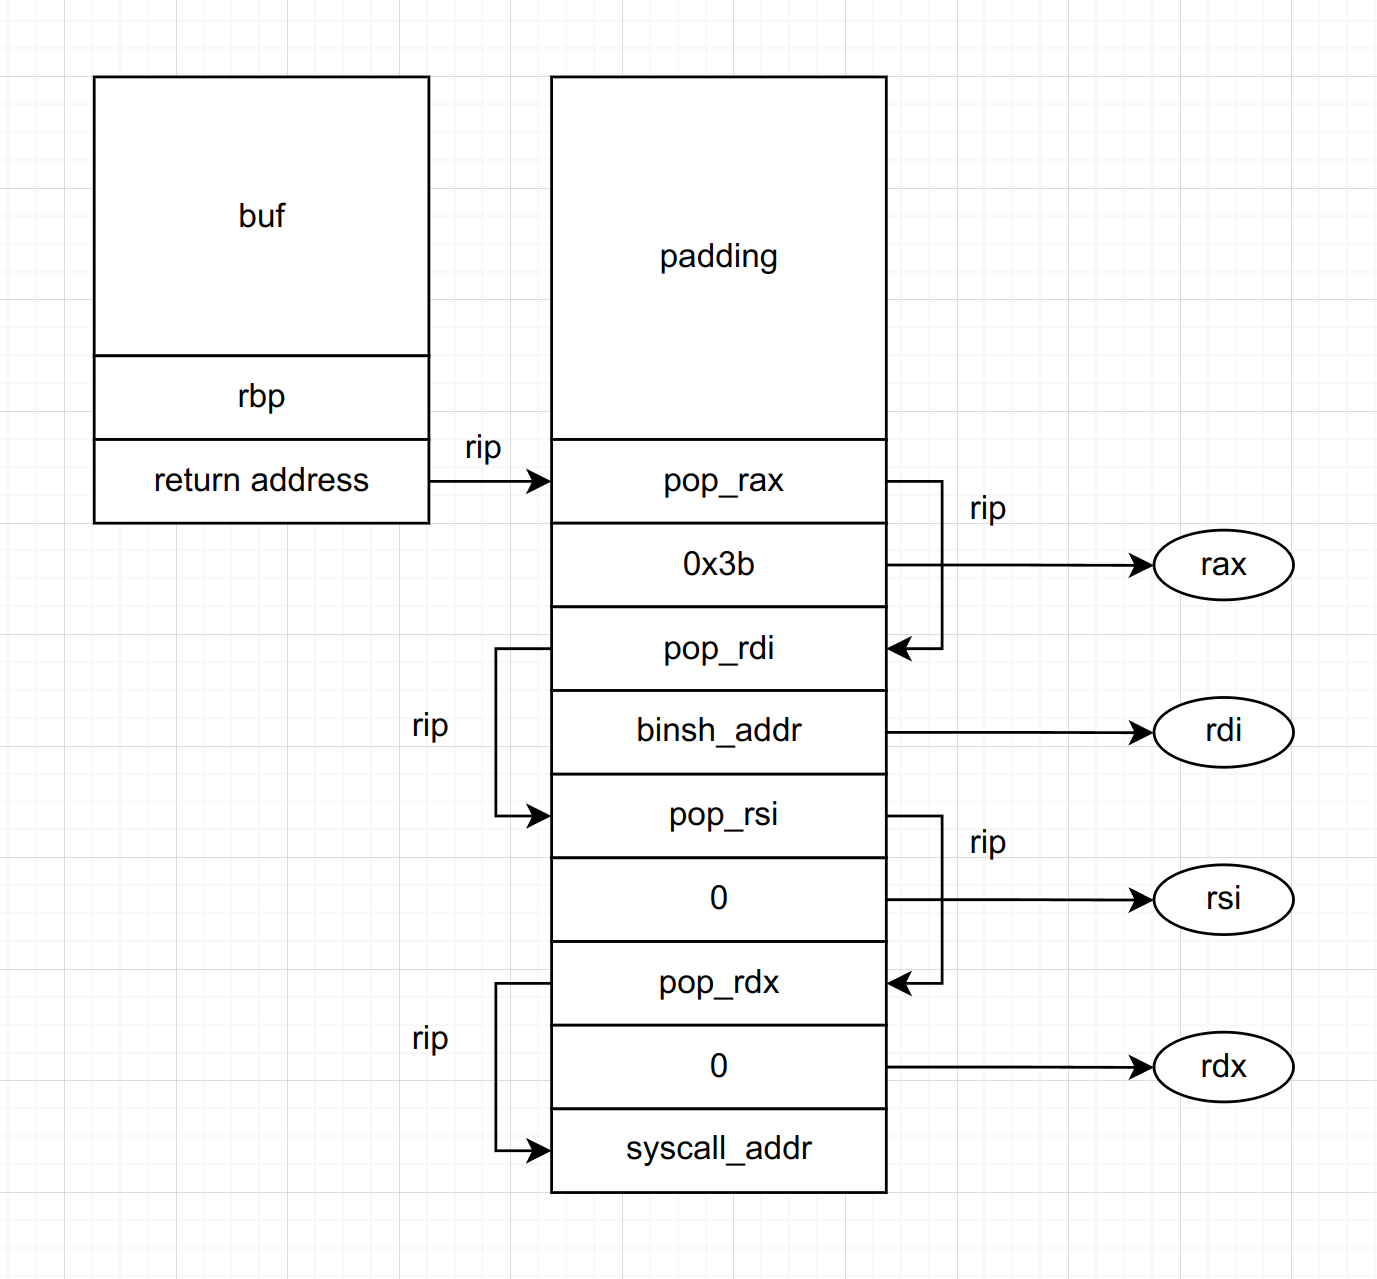 buf
rbp
return address
rip
padding
pop_rax
0x3b
pop_rdi
binsh_addr
pop_rsi
0
pop_rdx
0
syscall_addr
rip
rip
rip
rip
rax
rdi
rsi
rdx